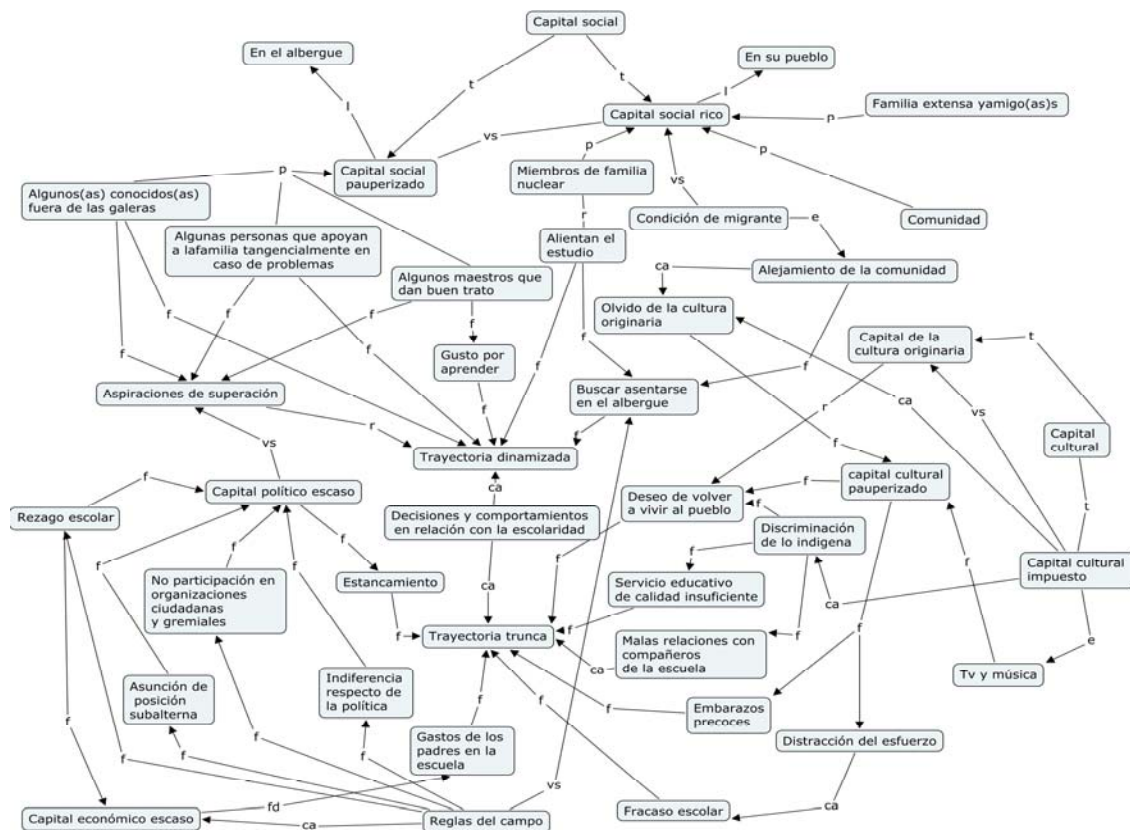 Capital social
En el albergue
t
t
En su pueblo
l
l
Capital social rico
Familia extensa yamigo(as)s
p
vs
p
p
p
Capital social
pauperizado
Miembros de familia
nuclear
vs
Algunos(as) conocidos(as)
fuera de las galeras
r
Condición de migrante
e
Comunidad
Algunas personas que apoyan
a lafamilia tangencialmente en
caso de problemas
Alientan el
estudio
Alejamiento de la comunidad
ca
Algunos maestros que
dan buen trato
Olvido de la cultura
originaria
f
f
f
f
f
f
Capital de la
cultura originaria
t
Gusto por
aprender
f
f
f
f
f
Aspiraciones de superación
Buscar asentarse
en el albergue
r
ca
vs
f
f
r
f
vs
Trayectoria dinamizada
Capital
cultural
ca
capital cultural
pauperizado
f
Capital político escaso
Deseo de volver
a vivir al pueblo
f
t
Rezago escolar
Decisiones y comportamientos
en relación con la escolaridad
f
Discriminación
de lo indigena
f
f
f
f
No participación en
organizaciones
ciudadanas
y gremiales
Estancamiento
ca
Servicio educativo
de calidad insuficiente
Capital cultural
impuesto
r
ca
f
f
Trayectoria trunca
f
f
f
Malas relaciones con
compañeros
de la escuela
ca
e
Tv y música
Asunción de
posición
subalterna
Indiferencia
respecto de
la política
f
f
f
Embarazos
precoces
f
f
Gastos de los
padres en la
escuela
Distracción del esfuerzo
f
f
f
f
vs
fd
Fracaso escolar
ca
Capital económico escaso
ca
Reglas del campo